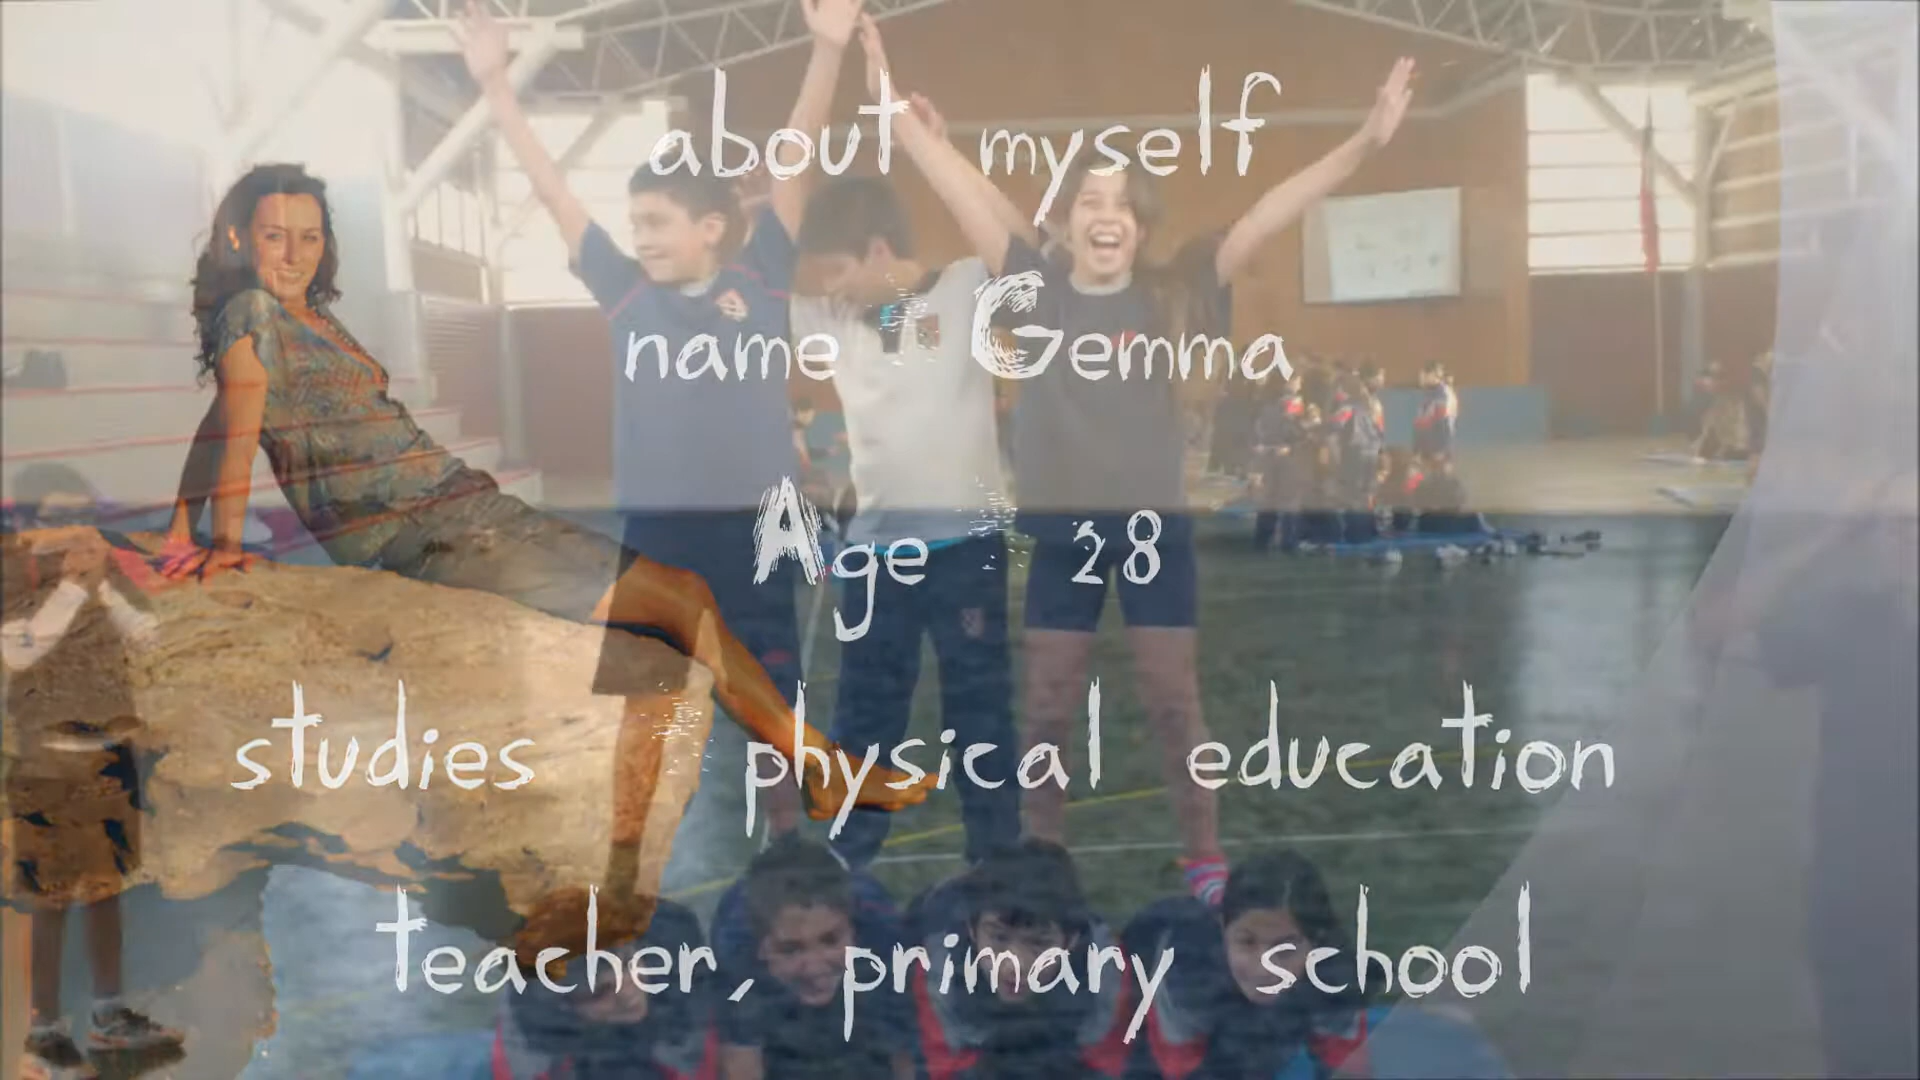 about myself
name Gemma
Age 28
studies physical education
teacher, primary school